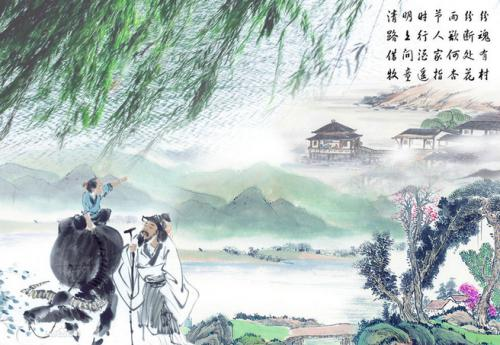 清明时节雨纷纷
路上行人欲断魂
借问酒家何处有
牧童遥指杏花村